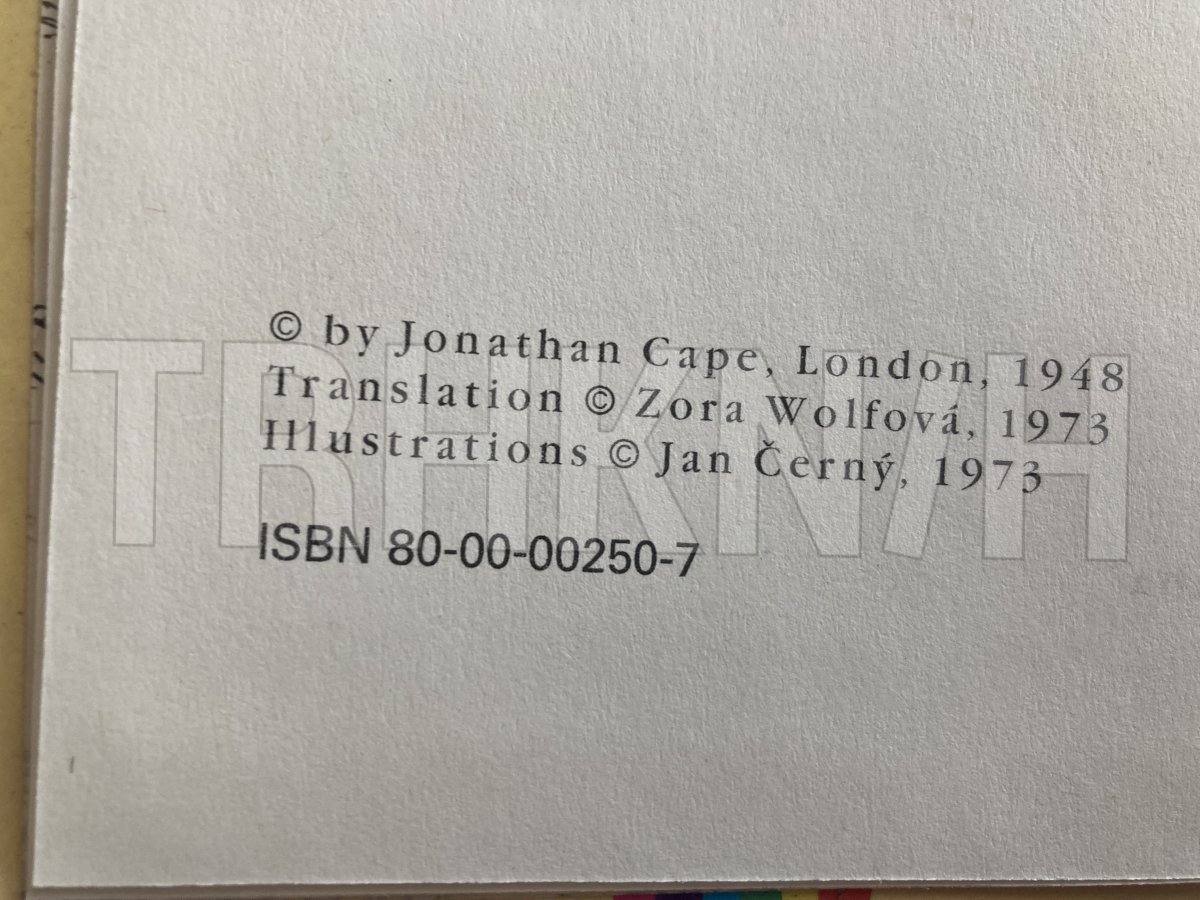 © by Jonathan Cape, London, 1948
Translation © Zora Wolfová, 1973
Illustrations © Jan Černý, 1973
ISBN 80-00-00250-7